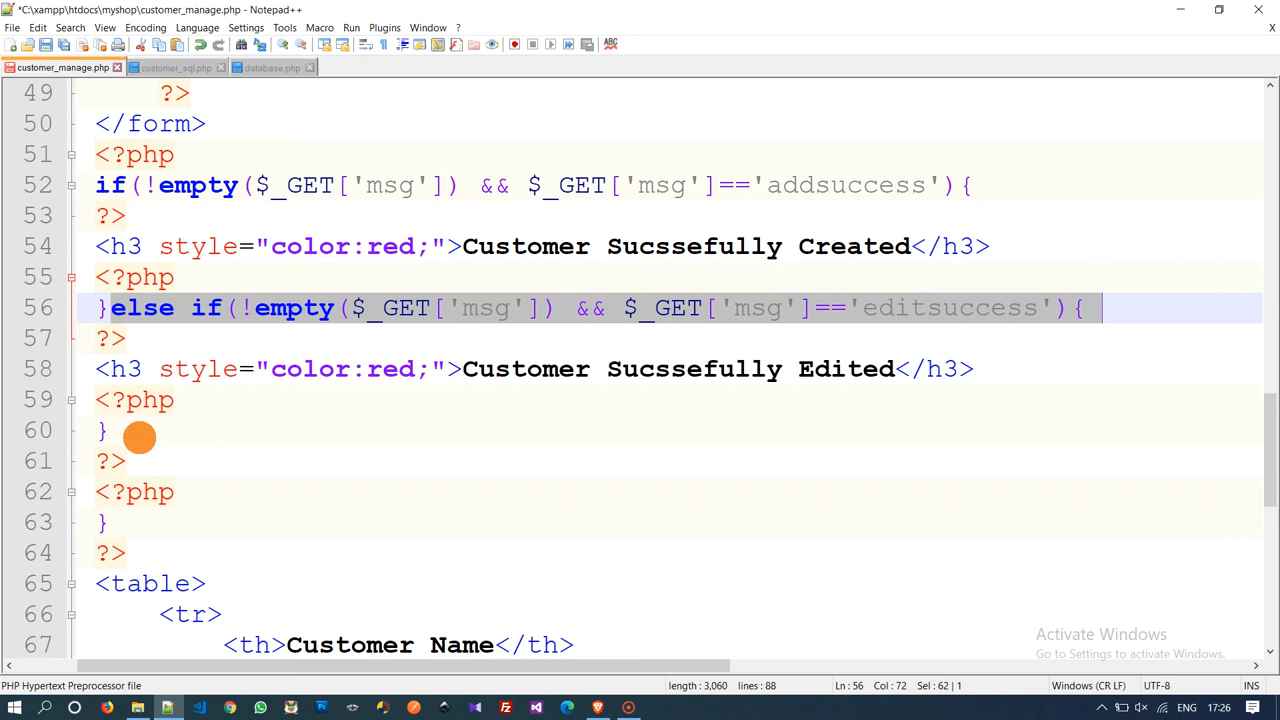 *C:\xampp\htdocs\myshop\customer_manage.php - Notepad++
File Edit Search View Encoding Language Settings Tools Macro Run Plugins Window ? X
customer_manage.php customer_sql.php database.php
49 ?>
50 </form>
51 <?php
52 if(!empty($_GET['msg']) && $_GET['msg']=='addsuccess'){
53 ?>
54 <h3 style="color:red;">Customer Sucssefully Created</h3>
55 <?php
56 }else if(!empty($_GET['msg']) && $_GET['msg']=='editsuccess'){
57 ?>
58 <h3 style="color:red;">Customer Sucssefully Edited</h3>
59 <?php
60 }
61 ?>
62 <?php
63 }
64 ?>
65 <table>
66 <tr>
67 <th>Customer Name</th>
Activate Windows
Go to Settings to activate Windows.
PHP Hypertext Preprocessor file length : 3,060 lines : 88 Ln : 56 Col : 72 Sel : 62 | 1 Windows (CR LF) UTF-8 INS
ENG 17:26